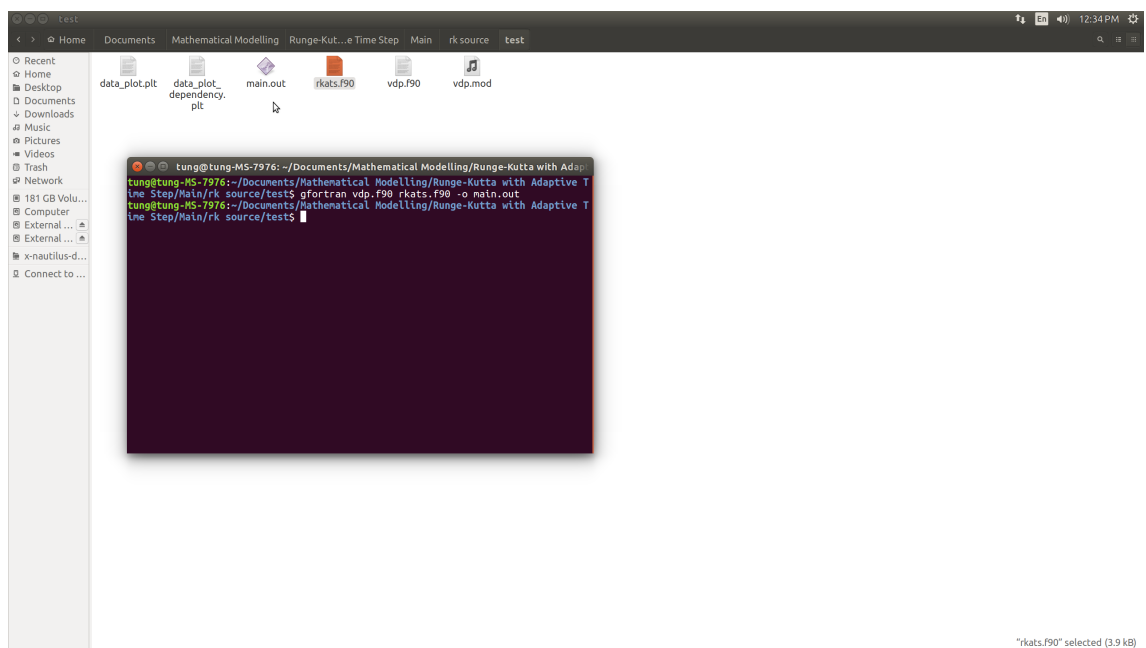 test
En
12:34 PM
Home Documents Mathematical Modelling Runge-Kut...e Time Step Main rk source test
Recent
Home
Desktop
Documents
Downloads
Music
Pictures
Videos
Trash
Network
181 GB Volu...
Computer
External ...
External ...
x-nautilus-d...
Connect to ...
data_plot.plt
data_plot_
dependency.
plt
main.out
rkats.f90
vdp.f90
vdp.mod
tung@tung-MS-7976: ~/Documents/Mathematical Modelling/Runge-Kutta with Adap
tung@tung-MS-7976:~/Documents/Mathematical Modelling/Runge-Kutta with Adaptive T
ime Step/Main/rk source/test$ gfortran vdp.f90 rkats.f90 -o main.out
tung@tung-MS-7976:~/Documents/Mathematical Modelling/Runge-Kutta with Adaptive T
ime Step/Main/rk source/test$
"rkats.f90" selected (3.9 kB)